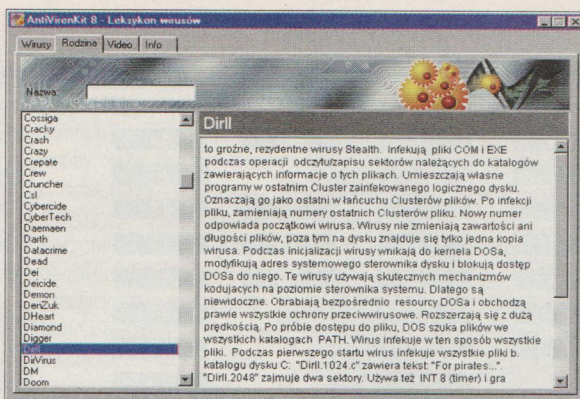 AntiVirenKit 8 - Leksykon wirusów
Wirusy
Rodzina
Video
Info
Nazwa:
Cossiga
Cracky
Crash
Crazy
Crepate
Crew
Cruncher
Csl
Cybercide
CyberTech
Daemaen
Darth
Datacrime
Dead
Dei
Deicide
Demon
DenZuk
DHeart
Diamond
Digger
DirII
DirVirus
DM
Doom
DirII
to groźne, rezydentne wirusy Stealth. Infekują pliki COM i EXE
podczas operacji odczytu/zapisu sektorów należących do katalogów
zawierających informacje o tych plikach. Umieszczają własne
programy w ostatnim Cluster zainfekowanego logicznego dysku.
Oznaczają go jako ostatni w łańcuchu Clusterów plików. Po infekcji
pliku, zamieniają numery ostatnich Clusterów pliku. Nowy numer
odpowiada początkowi wirusa. Wirusy nie zmieniają zawartości ani
długości plików, poza tym na dysku znajduje się tylko jedna kopia
wirusa. Podczas inicjalizacji wirusy wnikają do kernela DOSa,
modyfikują adres systemowego sterownika dysku i blokują dostęp
DOSa do niego. Te wirusy używają skutecznych mechanizmów
kodujących na poziomie sterownika systemu. Dlatego są
niewidoczne. Obrabiają bezpośrednio resourcy DOSa i obchodzą
prawie wszystkie ochrony przeciwwirusowe. Rozszerzają się z dużą
prędkością. Po próbie dostępu do pliku, DOS szuka plików we
wszystkich katalogach PATH. Wirus infekuje w ten sposób wszystkie
pliki. Podczas pierwszego startu wirus infekuje wszystkie pliki b.
katalogu dysku C: "DirII.1024.c" zawiera tekst: "For pirates...".
"DirII.2048" zajmuje dwa sektory. Używa też INT 8 (timer) i gra